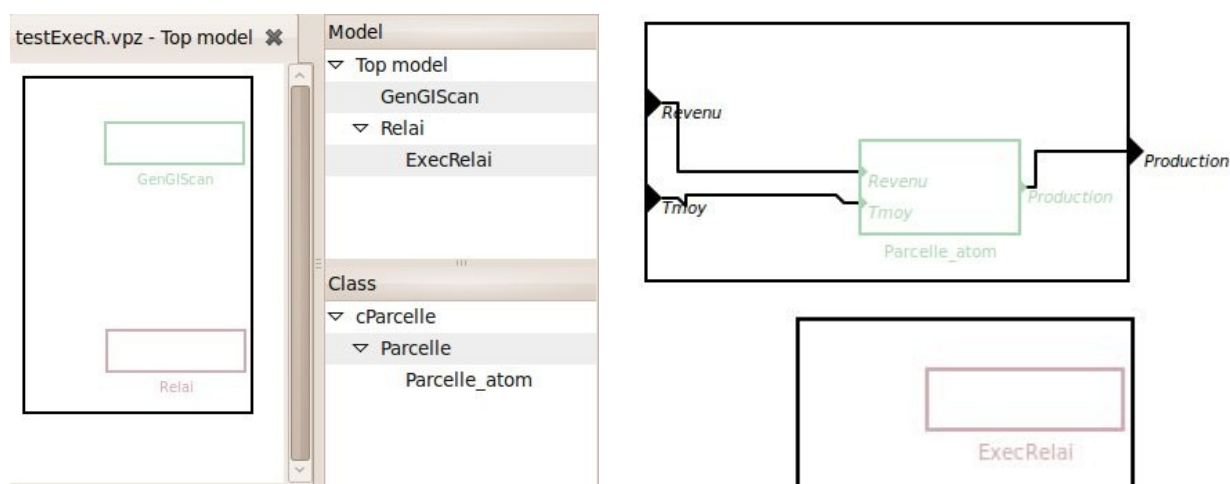 testExecR.vpz - Top model
GenGIScan
Relai
Model
Top model
GenGIScan
Relai
ExecRelai
Class
cParcelle
Parcelle
Parcelle_atom
Revenu
Tmoy
Revenu
Tmoy
Production
Production
Parcelle_atom
ExecRelai